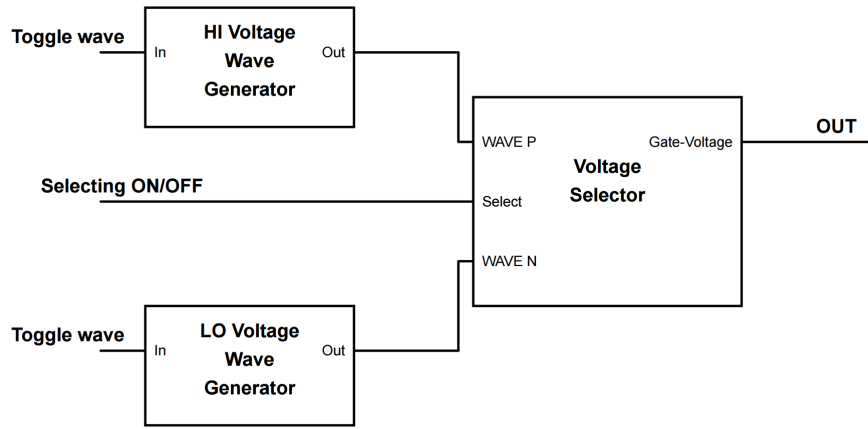 Toggle wave
In
HI Voltage
Wave
Generator
Out
WAVE P
Gate-Voltage
OUT
Voltage
Selector
Selecting ON/OFF
Select
WAVE N
Toggle wave
In
LO Voltage
Wave
Generator
Out